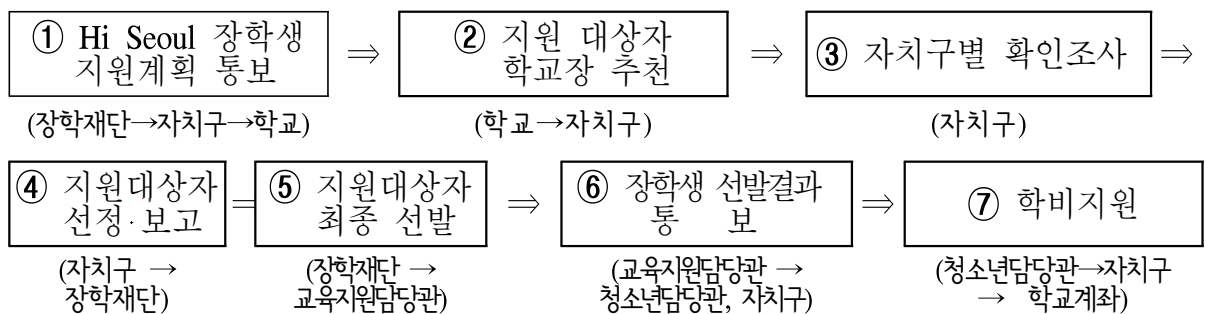 ① Hi Seoul 장학생
지원계획 통보
⇒
② 지원 대상자
학교장 추천
⇒
③ 자치구별 확인조사
⇒
(장학재단→자치구→학교)
(학교→자치구)
(자치구)
④ 지원대상자
선정·보고
=
⑤ 지원대상자
최종 선발
⇒
⑥ 장학생 선발결과
통 보
⇒
⑦ 학비지원
(자치구 →
장학재단)
(장학재단 →
교육지원담당관)
(교육지원담당관 →
청소년담당관, 자치구)
(청소년담당관→자치구
→ 학교계좌)